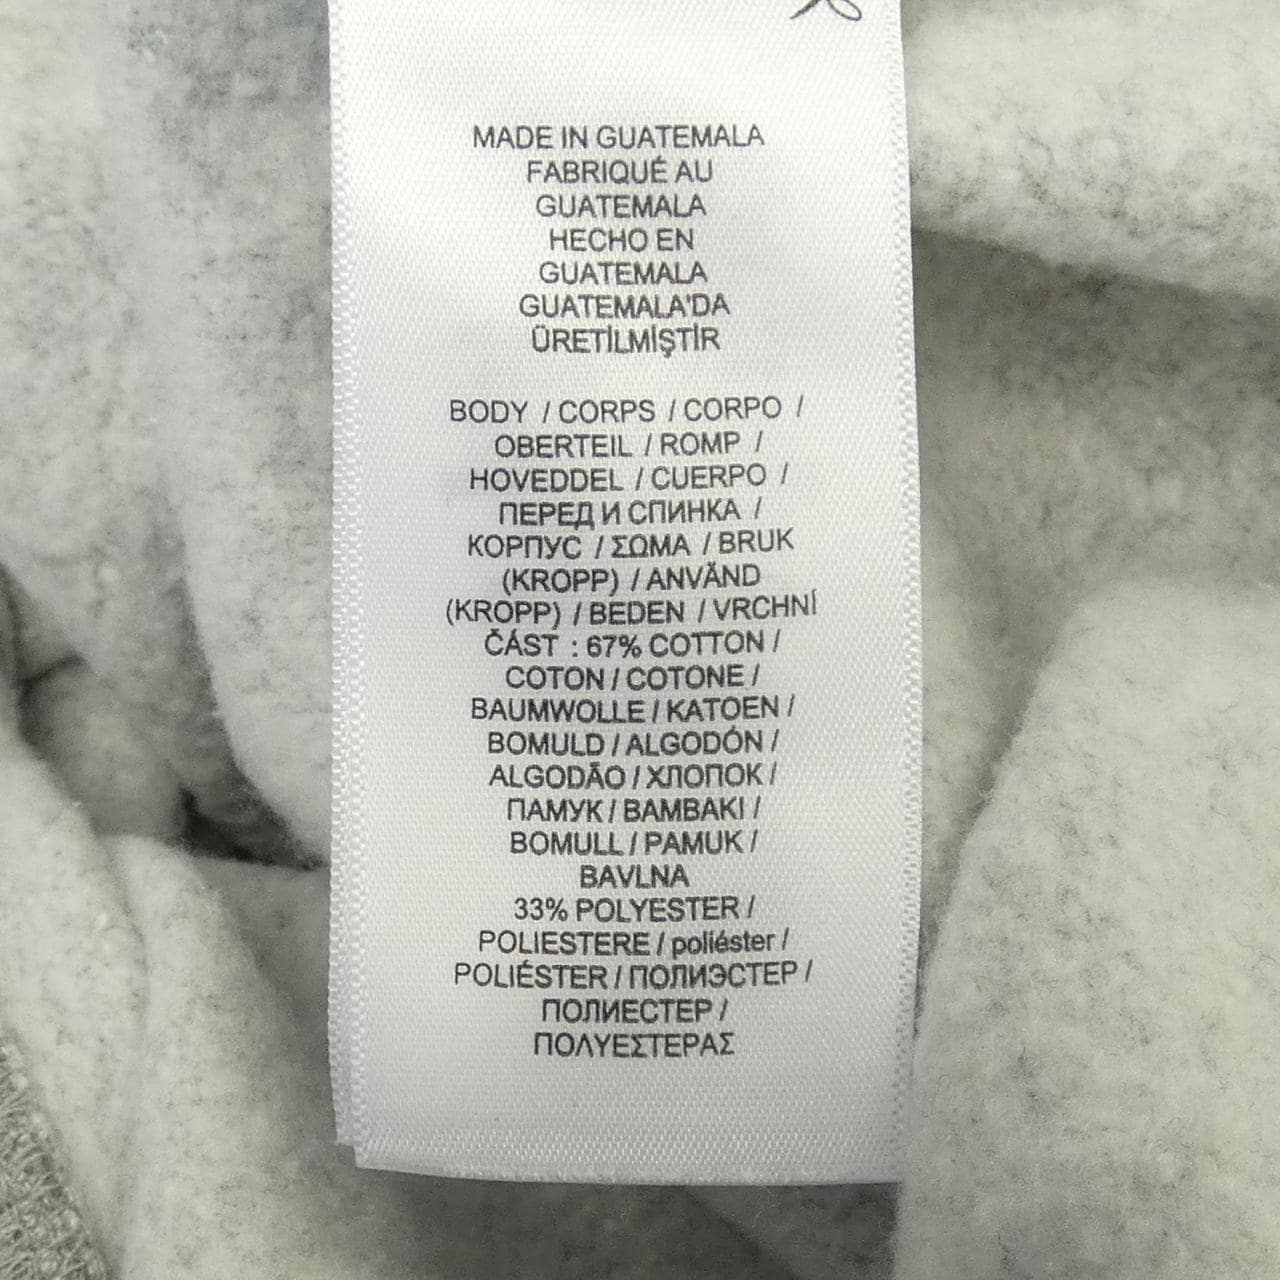 MADE IN GUATEMALA
FABRIQUÉ AU
GUATEMALA
HECHO EN
GUATEMALA
GUATEMALA'DA
ÜRETİLMİŞTİR
BODY / CORPS / CORPO /
OBERTEIL / ROMP /
HOVEDDEL / CUERPO /
ПЕРЕД И СПИНКА /
КОРПУС / ΣΩΜΑ / BRUK
(KROPP) / ANVÄND
(KROPP) / BEDEN / VRCHNÍ
ČÁST : 67% COTTON /
COTON / COTONE /
BAUMWOLLE / KATOEN /
BOMULD / ALGODÓN /
ALGODÃO / ХЛОПОК /
ПАМУК / ΒΑΜΒΑΚΙ /
BOMULL / PAMUK /
BAVLNA
33% POLYESTER /
POLIESTERE / poliéster /
POLIÉSTER / ПОЛИЭСТЕР /
ПОЛИЕСТЕР /
ΠΟΛΥΕΣΤΕΡΑΣ